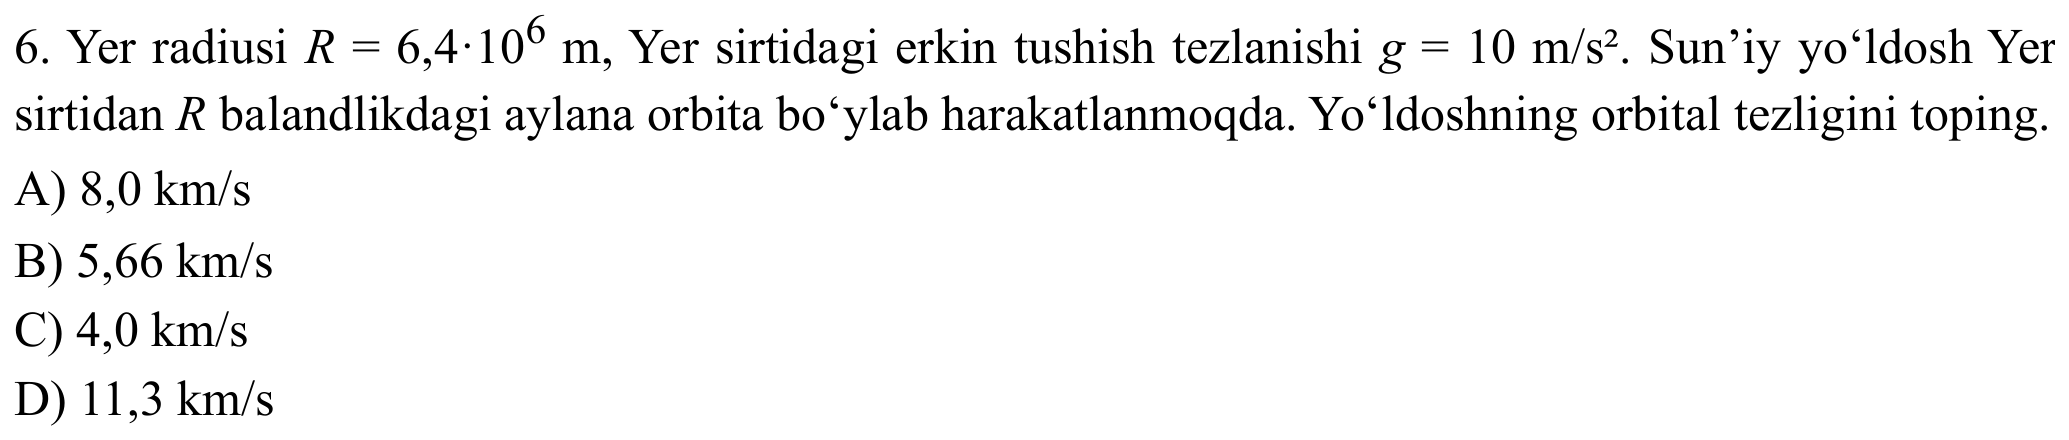 6. Yer radiusi R = 6,4·10⁶ m, Yer sirtidagi erkin tushish tezlanishi g = 10 m/s². Sun’iy yo‘ldosh Yer
sirtidan R balandlikdagi aylana orbita bo‘ylab harakatlanmoqda. Yo‘ldoshning orbital tezligini toping.
A) 8,0 km/s
B) 5,66 km/s
C) 4,0 km/s
D) 11,3 km/s